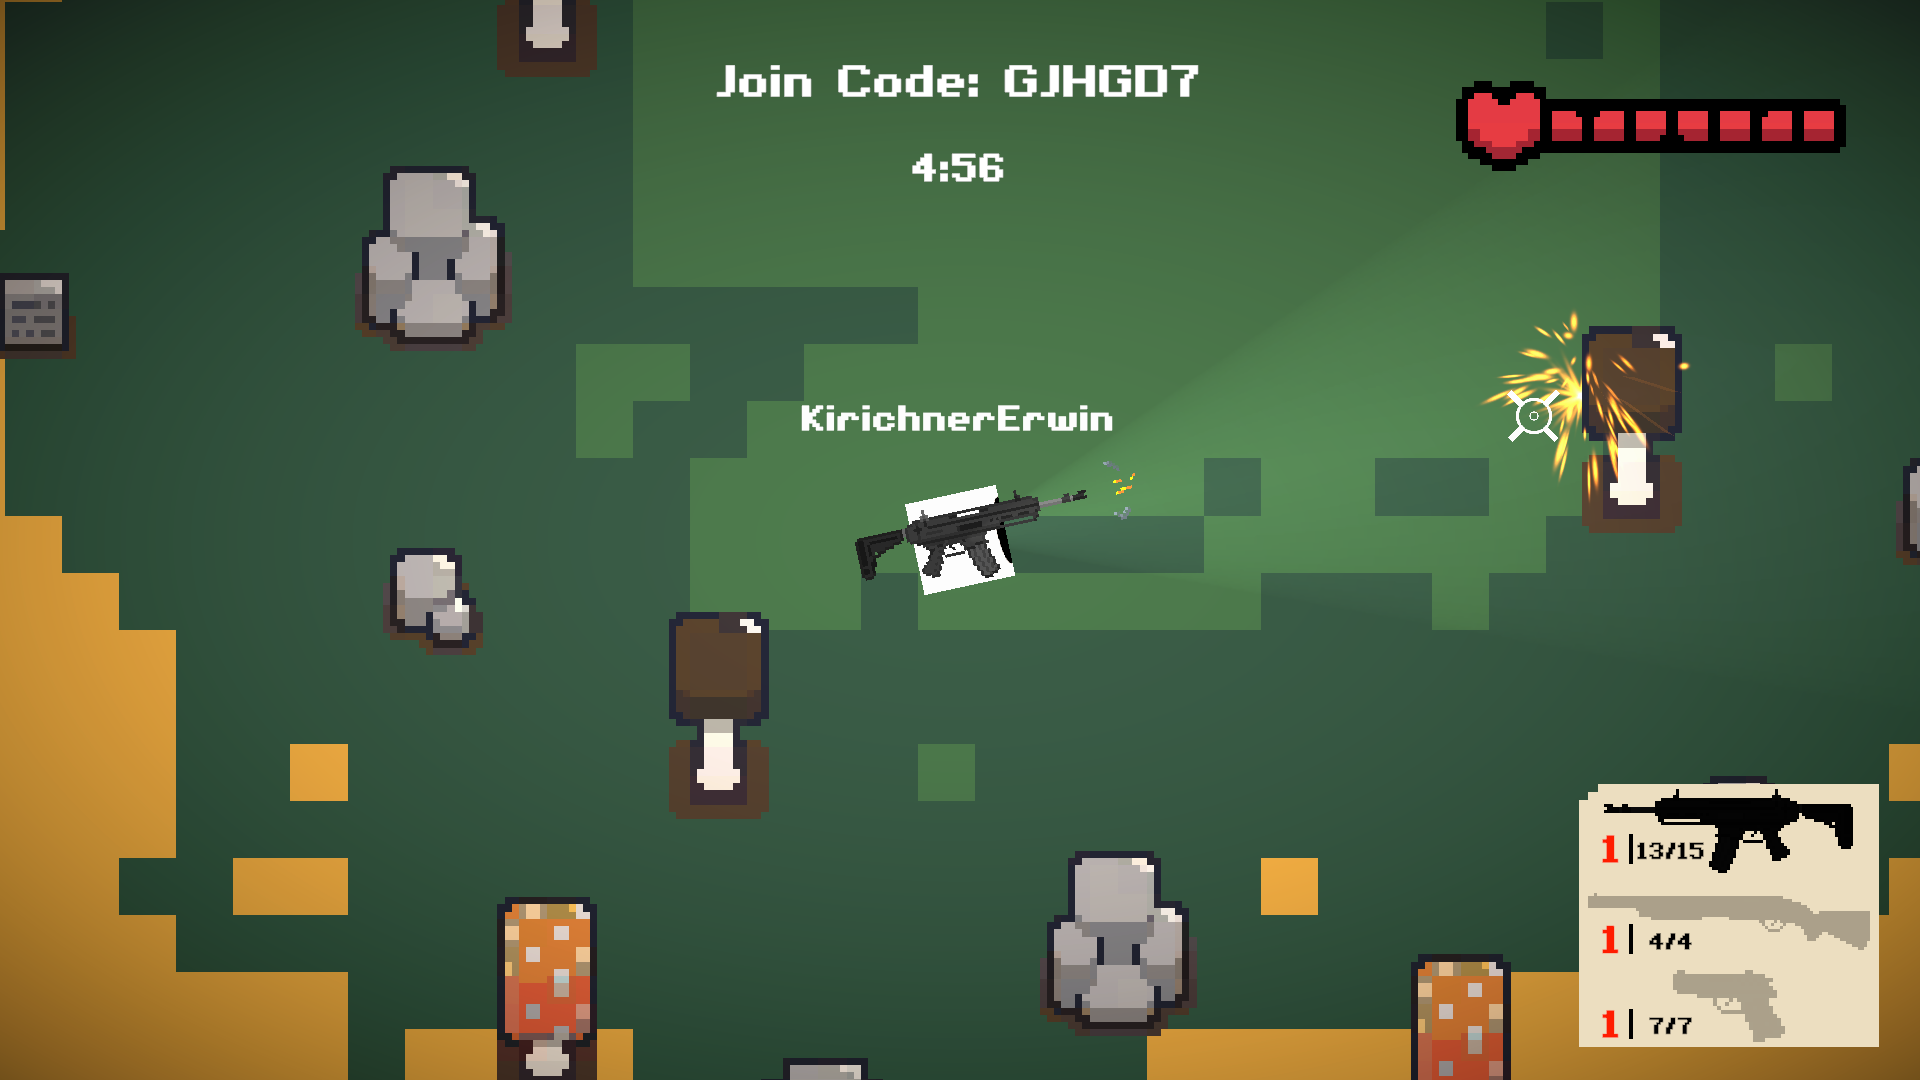 Join Code: GJHGD7
4:56
KirichnerErwin
1 | 13/15
1 | 4/4
1 | 7/7